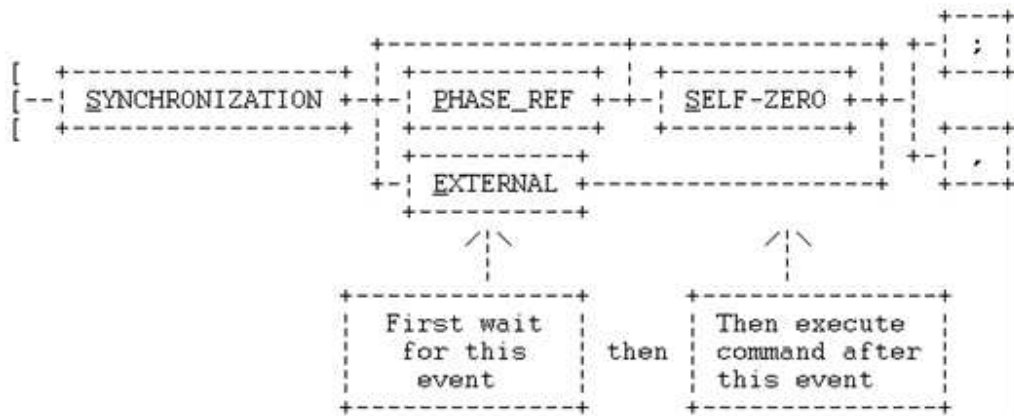 ;
[
[ SYNCHRONIZATION PHASE_REF SELF-ZERO
[
,
EXTERNAL
First wait Then execute
for this then command after
event this event